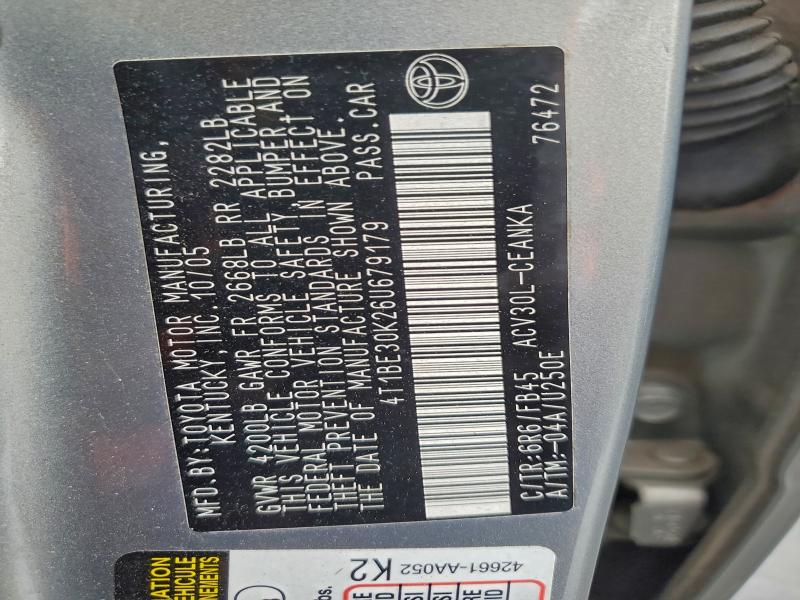 MFD.BY:TOYOTA MOTOR MANUFACTURING,
KENTUCKY, INC. 10/05
GVWR 4200LB GAWR FR 2668LB RR 2282LB
THIS VEHICLE CONFORMS TO ALL APPLICABLE
FEDERAL MOTOR VEHICLE SAFETY, BUMPER, AND
THEFT PREVENTION STANDARDS IN EFFECT ON
THE DATE OF MANUFACTURE SHOWN ABOVE.
4T1BE30K26U679179 PASS.CAR
C/TR:6R6/FB45 ACV30L-CEANKA 76472
A/TM:-04A/U250E
42661-AA052 K2